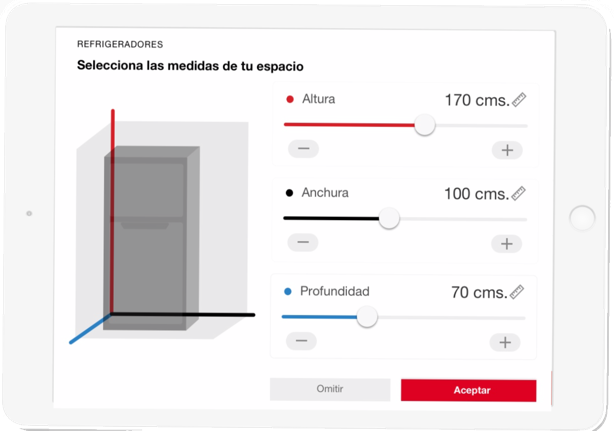 REFRIGERADORES
Selecciona las medidas de tu espacio
Altura 170 cms.
Anchura 100 cms.
Profundidad 70 cms.
Omitir Aceptar